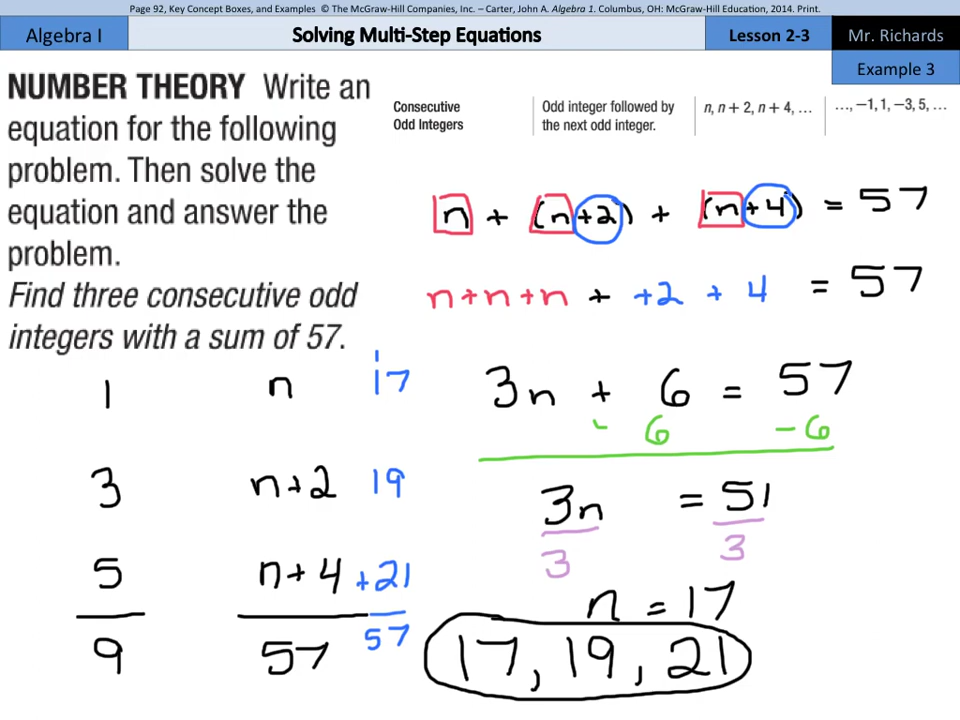 Page 92, Key Concept Boxes, and Examples © The McGraw-Hill Companies, Inc. – Carter, John A. Algebra 1. Columbus, OH: McGraw-Hill Education, 2014. Print.
Algebra I
Solving Multi-Step Equations
Lesson 2-3
Mr. Richards
Example 3
NUMBER THEORY Write an
equation for the following
problem. Then solve the
equation and answer the
problem.
Find three consecutive odd
integers with a sum of 57.
Consecutive
Odd Integers
Odd integer followed by
the next odd integer.
n, n + 2, n + 4, …
…, −1, 1, −3, 5, …
n + (n+2) + (n+4) = 57
n+n+n + +2 + 4 = 57
3n + 6 = 57
- 6 -6
3n = 51
3 3
n = 17
17, 19, 21
1 n 17
3 n+2 19
5 n+4 +21
9 57 57